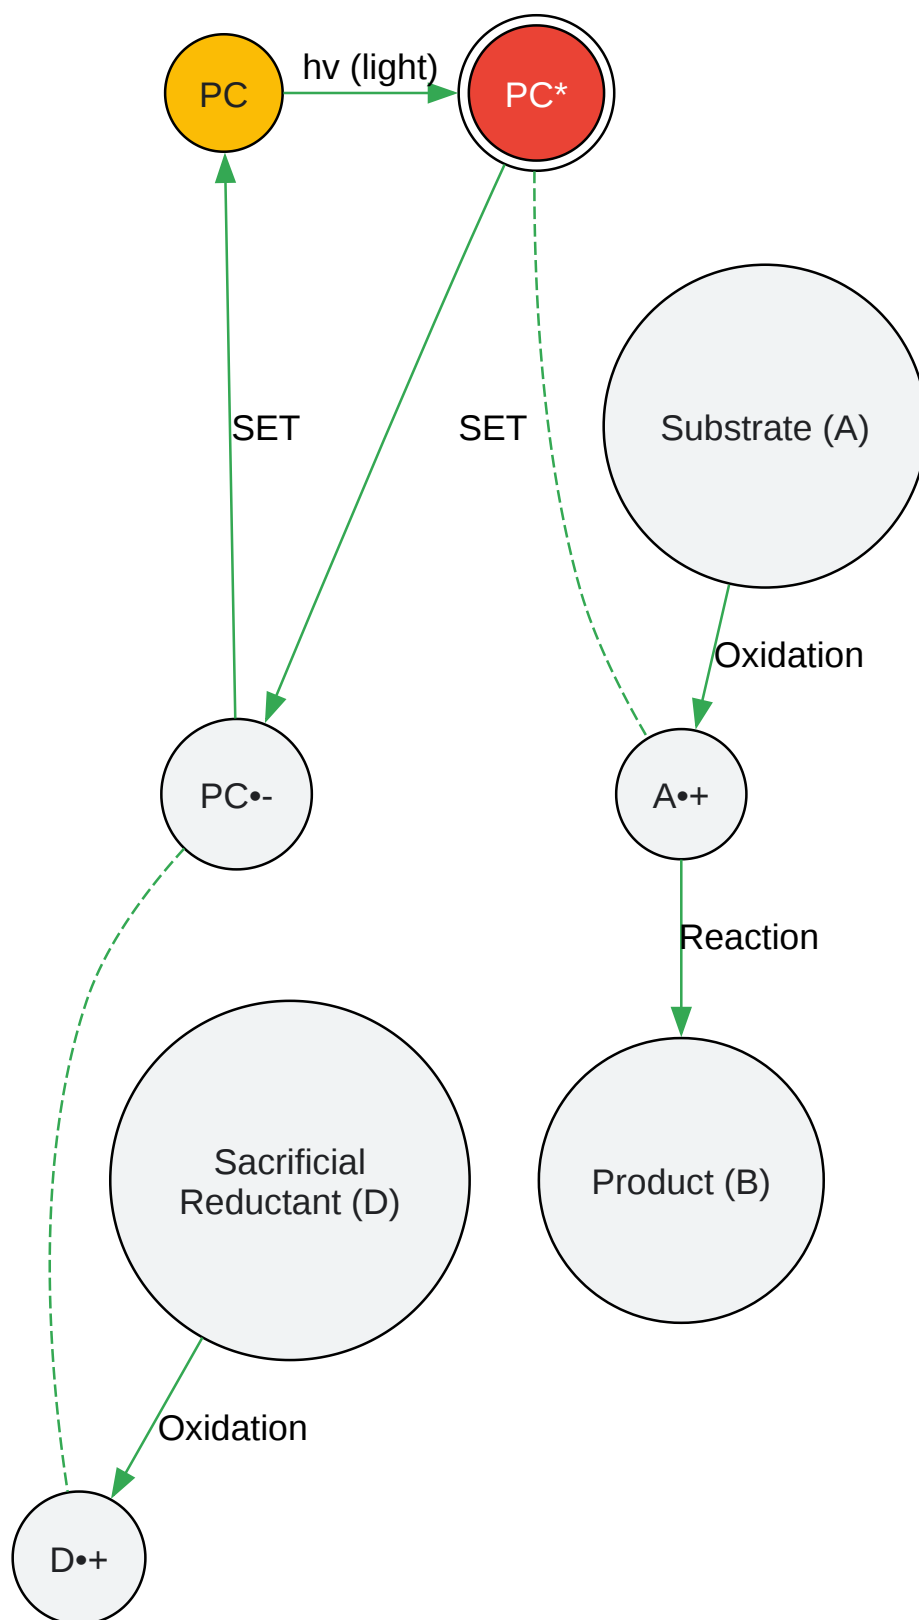 PC
hv (light)
PC*
Substrate (A)
SET
SET
Oxidation
PC•-
A•+
Reaction
Sacrificial
Reductant (D)
Product (B)
Oxidation
D•+